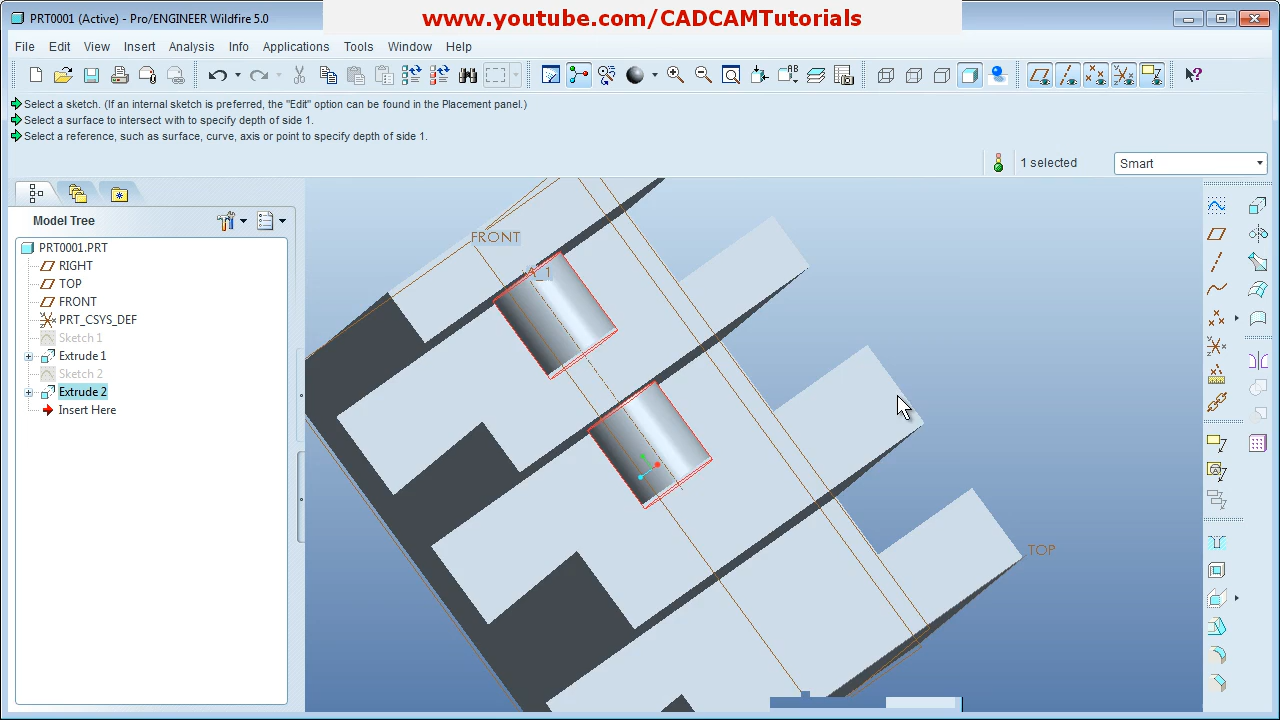 PRT0001 (Active) - Pro/ENGINEER Wildfire 5.0
www.youtube.com/CADCAMTutorials
File Edit View Insert Analysis Info Applications Tools Window Help
Select a sketch. (If an internal sketch is preferred, the "Edit" option can be found in the Placement panel.)
Select a surface to intersect with to specify depth of side 1.
Select a reference, such as surface, curve, axis or point to specify depth of side 1.
1 selected
Smart
Model Tree
PRT0001.PRT
RIGHT
TOP
FRONT
PRT_CSYS_DEF
Sketch 1
Extrude 1
Sketch 2
Extrude 2
Insert Here
FRONT
A_1
TOP